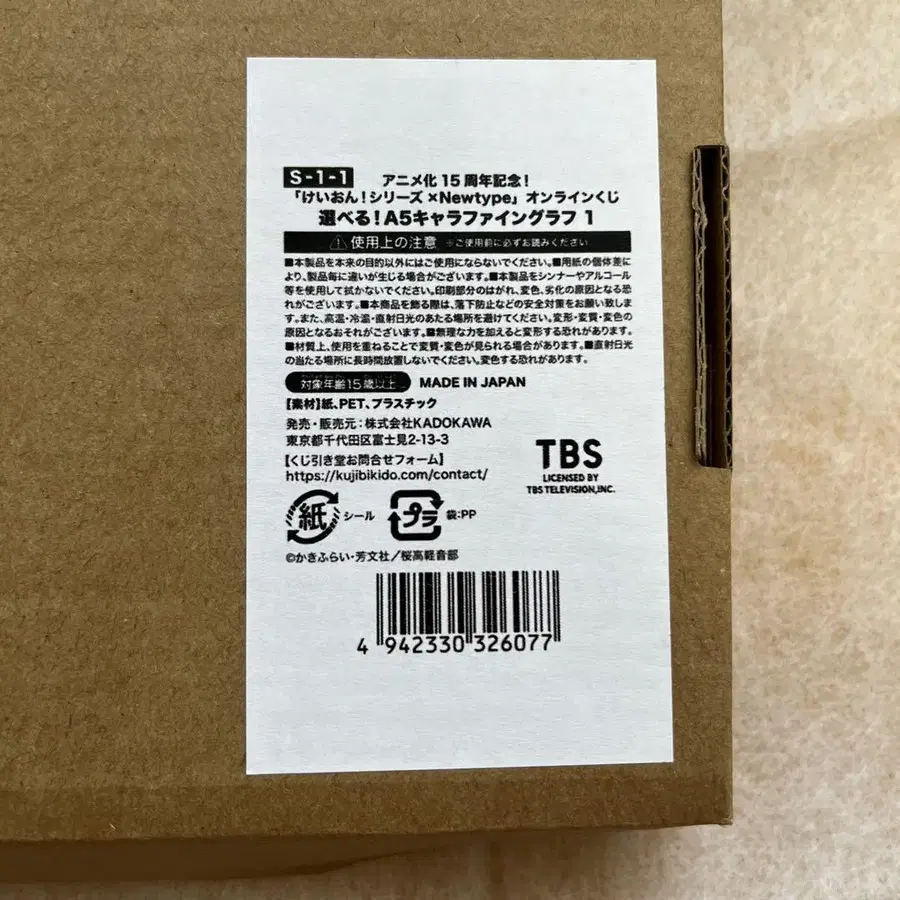 S-1-1 アニメ化 15 周年記念!
「けいおん!シリーズ ×Newtype」オンラインくじ
選べる!A5キャラファイングラフ 1
⚠使用上の注意 ※ご使用前に必ずお読みください
■本製品を本来の目的以外にはご使用にならないでください。■用紙の個体差に
より、製品毎に違いが生じる場合がございます。■本製品をシンナーやアルコール
等を使用して拭かないでください。印刷部分のはがれ、変色、劣化の原因となる恐
れがございます。■本商品を飾る際は、落下防止などの安全対策をお願い致しま
す。また、高温・冷温・直射日光のあたる場所を避けてください。変形・変質・変色の
原因となるおそれがございます。■無理な力を加えると変形する恐れがあります。
■材質上、使用を重ねることで変質・変色が見られる場合があります。■直射日光
の当たる場所に長時間放置しないでください。変色する恐れがあります。
対象年齢15歳以上 MADE IN JAPAN
【素材】紙、PET、プラスチック
発売・販売元:株式会社KADOKAWA
東京都千代田区富士見2-13-3
【くじ引き堂お問合せフォーム】
https://kujibikido.com/contact/
TBS
LICENSED BY
TBS TELEVISION,INC.
紙 シール プラ 袋:PP
©かきふらい・芳文社/桜高軽音部
4 942330 326077